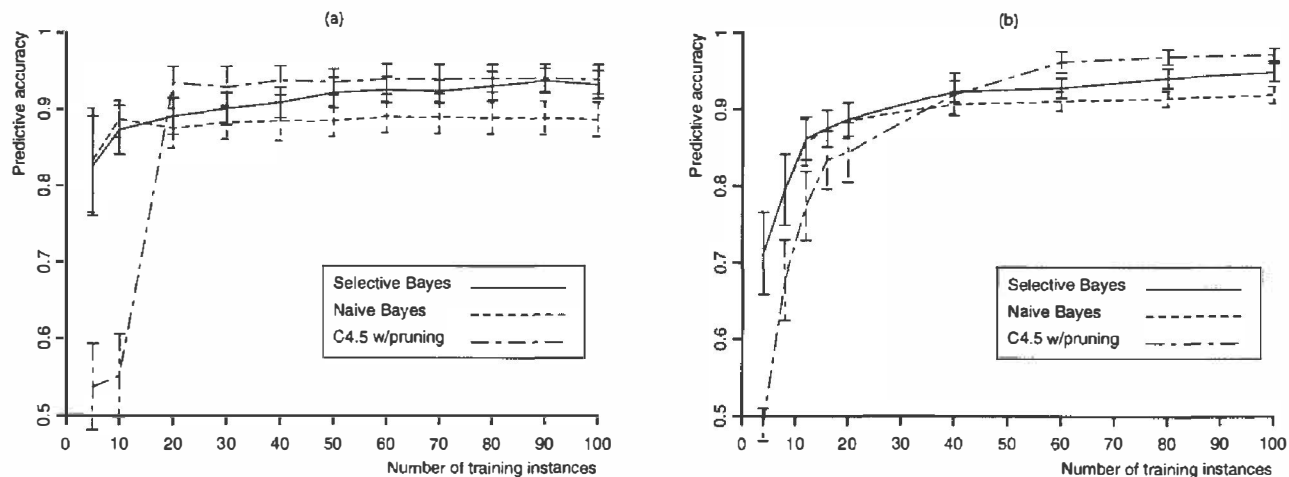 (a)
Predictive accuracy
1
0.9
0.8
0.7
0.6
0.5
Selective Bayes
Naive Bayes
C4.5 w/pruning
0 10 20 30 40 50 60 70 80 90 100
Number of training instances
(b)
Predictive accuracy
1
0.9
0.8
0.7
0.6
0.5
Selective Bayes
Naive Bayes
C4.5 w/pruning
0 10 20 30 40 50 60 70 80 90 100
Number of training instances